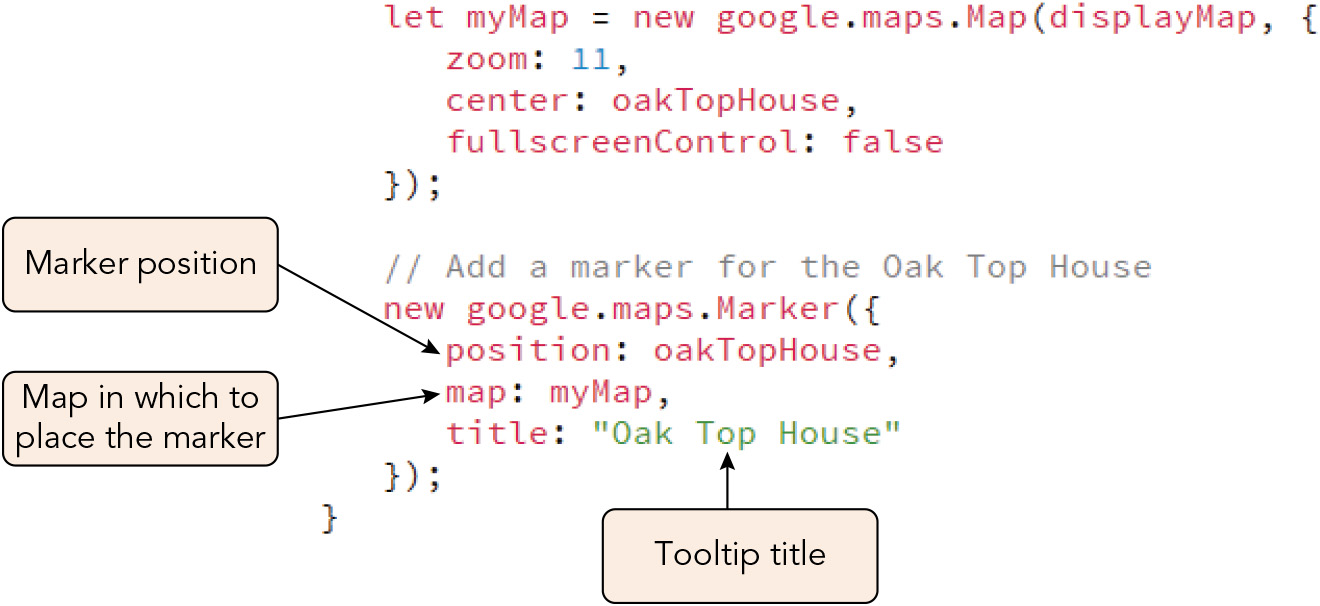 let myMap = new google.maps.Map(displayMap, {
zoom: 11,
center: oakTopHouse,
fullscreenControl: false
});
Marker position
// Add a marker for the Oak Top House
new google.maps.Marker({
position: oakTopHouse,
Map in which to
place the marker
map: myMap,
title: "Oak Top House"
});
}
Tooltip title